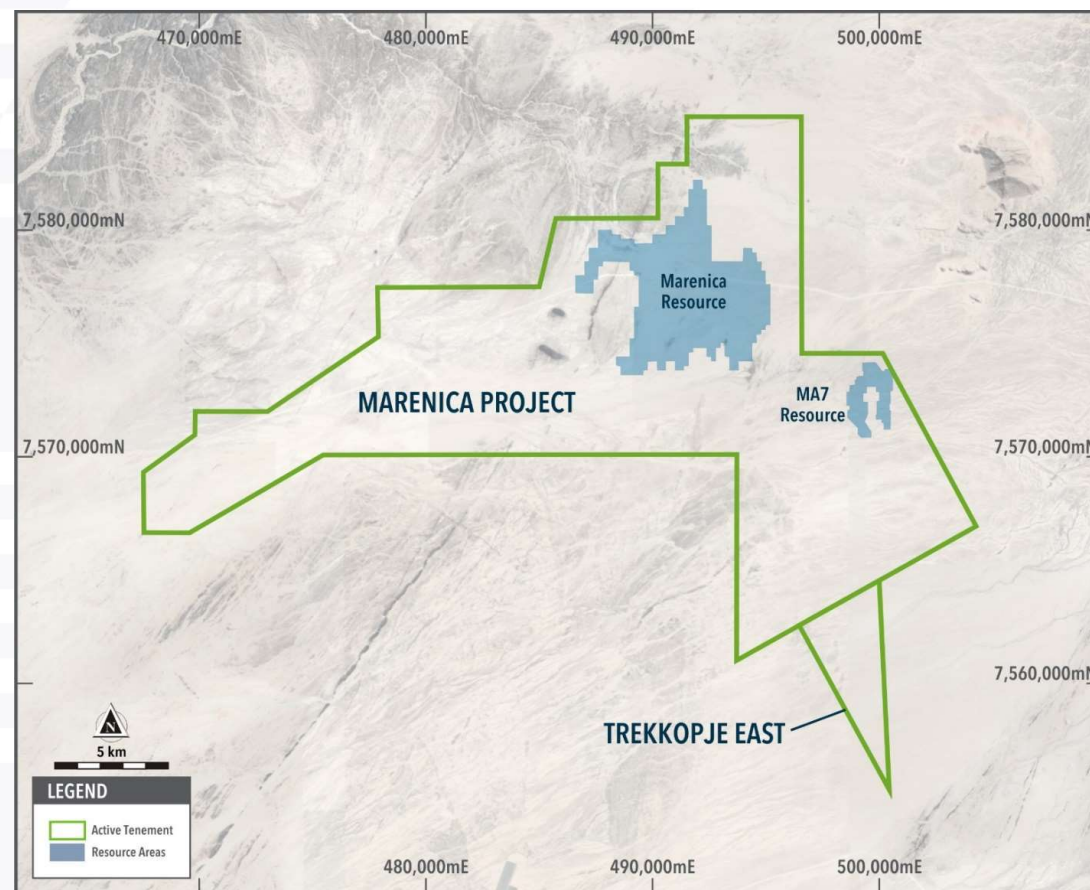 470,000mE
480,000mE
490,000mE
500,000mE
7,580,000mN
7,580,000mN
Marenica
Resource
MARENICA PROJECT
MA7
Resource
7,570,000mN
7,570,000mN
7,560,000mN
TREKKOPJE EAST
N
5 km
LEGEND
Active Tenement
Resource Areas
480,000mE
490,000mE
500,000mE